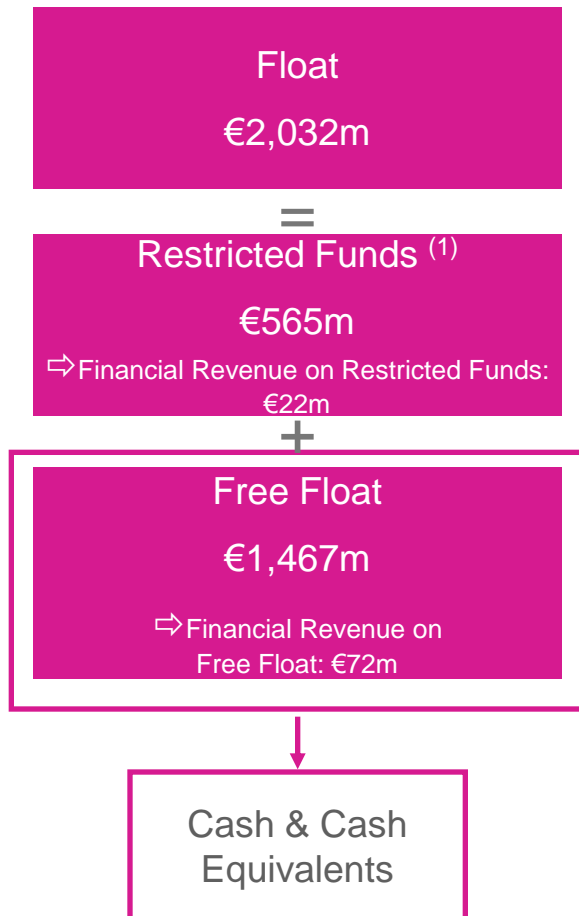 Float
€2,032m
=
Restricted Funds (1)
€565m
⇨Financial Revenue on Restricted Funds:
€22m
+
Free Float
€1,467m
⇨Financial Revenue on
Free Float: €72m
Cash & Cash
Equivalents